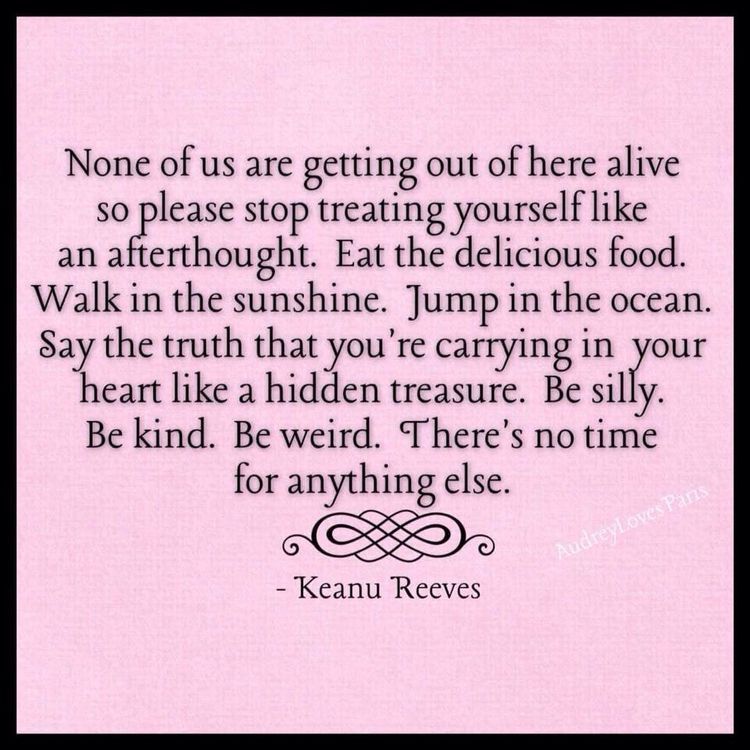 None of us are getting out of here alive
so please stop treating yourself like
an afterthought. Eat the delicious food.
Walk in the sunshine. Jump in the ocean.
Say the truth that you're carrying in your
heart like a hidden treasure. Be silly.
Be kind. Be weird. There's no time
for anything else.
AudreyLovesParis
- Keanu Reeves